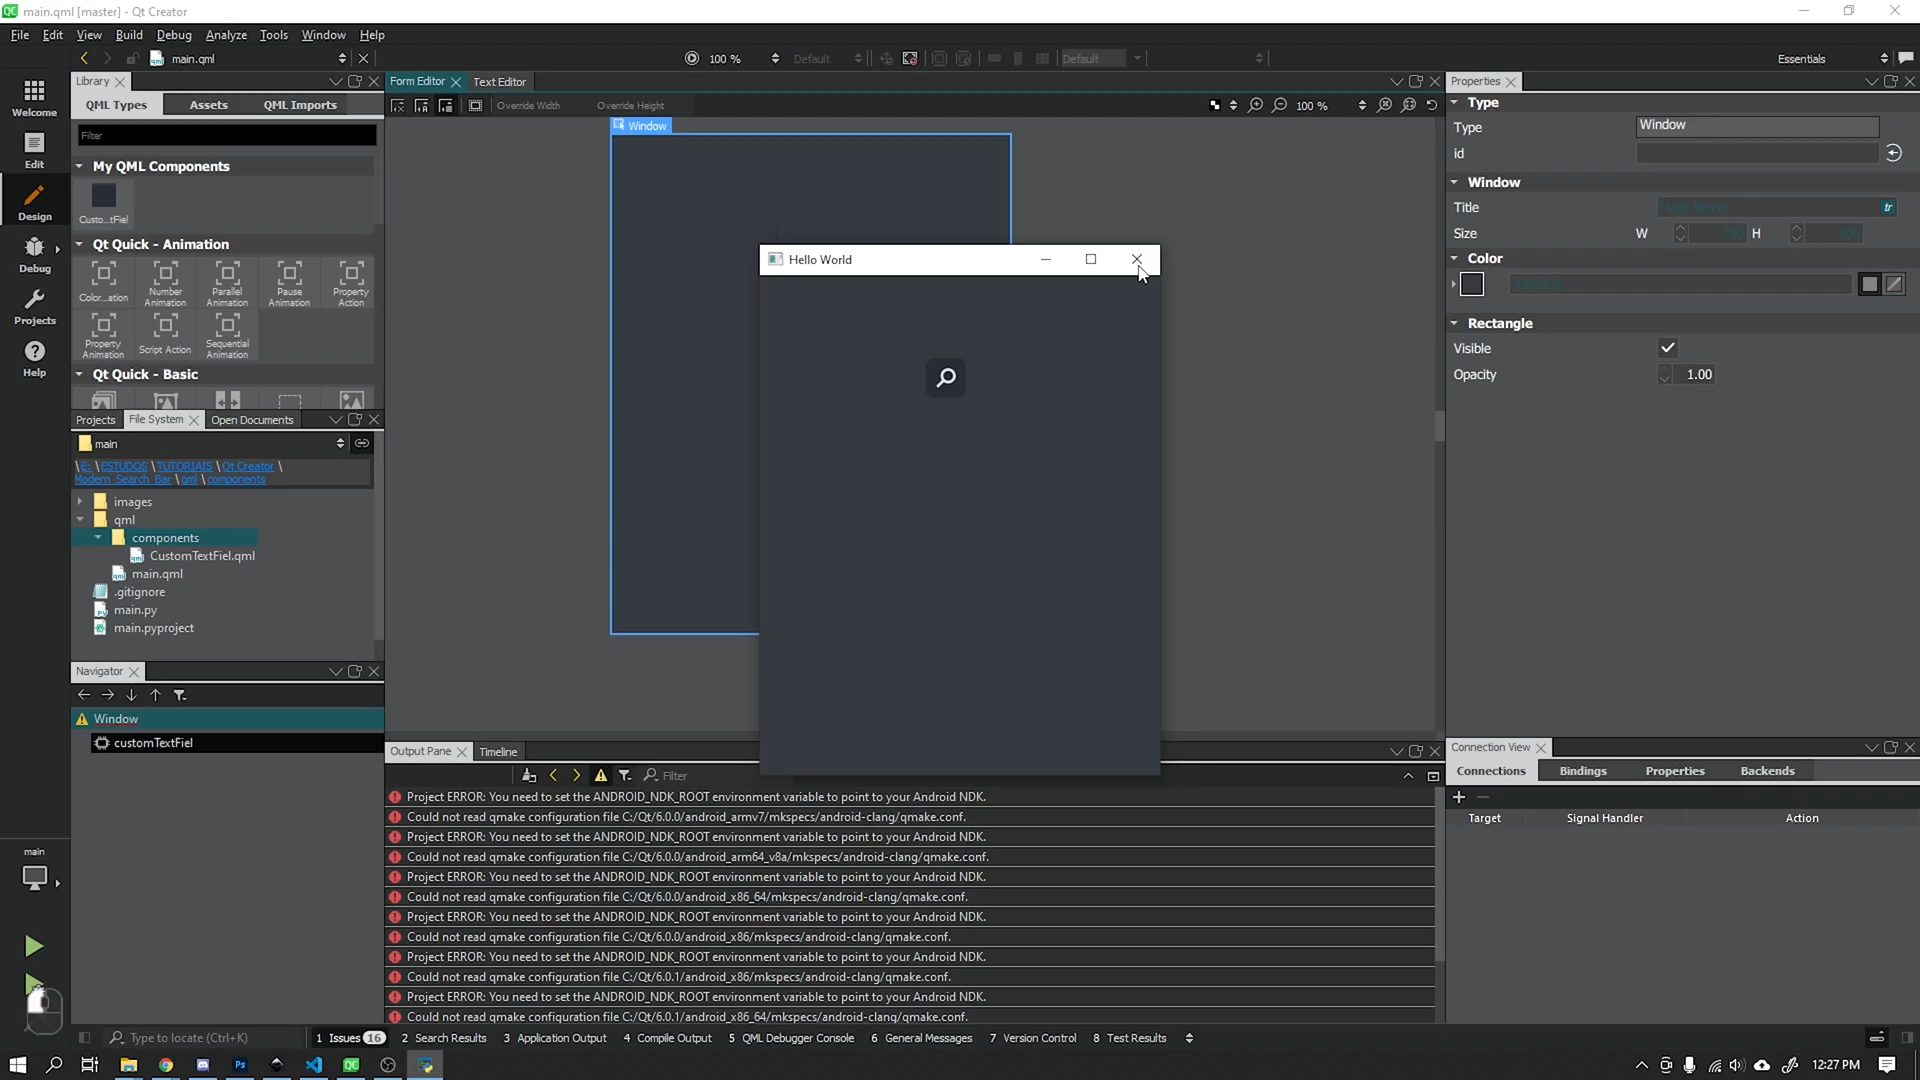 main.qml [master] - Qt Creator
File Edit View Build Debug Analyze Tools Window Help
main.qml
100 %
Default
Default
Essentials
Library
Form Editor
Text Editor
Properties
QML Types Assets QML Imports
Override Width Override Height
100 %
Filter
Window
Type
Type
Window
id
Window
Title
Hello World
tr
Size
W
H
Color
Rectangle
Visible
Opacity
1.00
Welcome
Edit
Design
Debug
Projects
Help
My QML Components
Custo...tFiel
Qt Quick - Animation
Color...ation
Number Animation
Parallel Animation
Pause Animation
Property Action
Property Animation
Script Action
Sequential Animation
Qt Quick - Basic
Hello World
Projects File System Open Documents
main
\E: \ESTUDOS \TUTORIAIS \Qt Creator \
Modern_Search_Bar \qml \components
images
qml
components
CustomTextFiel.qml
main.qml
.gitignore
main.py
main.pyproject
Navigator
Window
customTextFiel
Output Pane
Timeline
Filter
Project ERROR: You need to set the ANDROID_NDK_ROOT environment variable to point to your Android NDK.
Could not read qmake configuration file C:/Qt/6.0.0/android_armv7/mkspecs/android-clang/qmake.conf.
Project ERROR: You need to set the ANDROID_NDK_ROOT environment variable to point to your Android NDK.
Could not read qmake configuration file C:/Qt/6.0.0/android_arm64_v8a/mkspecs/android-clang/qmake.conf.
Project ERROR: You need to set the ANDROID_NDK_ROOT environment variable to point to your Android NDK.
Could not read qmake configuration file C:/Qt/6.0.0/android_x86_64/mkspecs/android-clang/qmake.conf.
Project ERROR: You need to set the ANDROID_NDK_ROOT environment variable to point to your Android NDK.
Could not read qmake configuration file C:/Qt/6.0.0/android_x86/mkspecs/android-clang/qmake.conf.
Project ERROR: You need to set the ANDROID_NDK_ROOT environment variable to point to your Android NDK.
Could not read qmake configuration file C:/Qt/6.0.1/android_x86/mkspecs/android-clang/qmake.conf.
Project ERROR: You need to set the ANDROID_NDK_ROOT environment variable to point to your Android NDK.
Could not read qmake configuration file C:/Qt/6.0.1/android_x86_64/mkspecs/android-clang/qmake.conf.
Connection View
Connections Bindings Properties Backends
Target Signal Handler Action
main
Type to locate (Ctrl+K)
1 Issues 16 2 Search Results 3 Application Output 4 Compile Output 5 QML Debugger Console 6 General Messages 7 Version Control 8 Test Results
12:27 PM